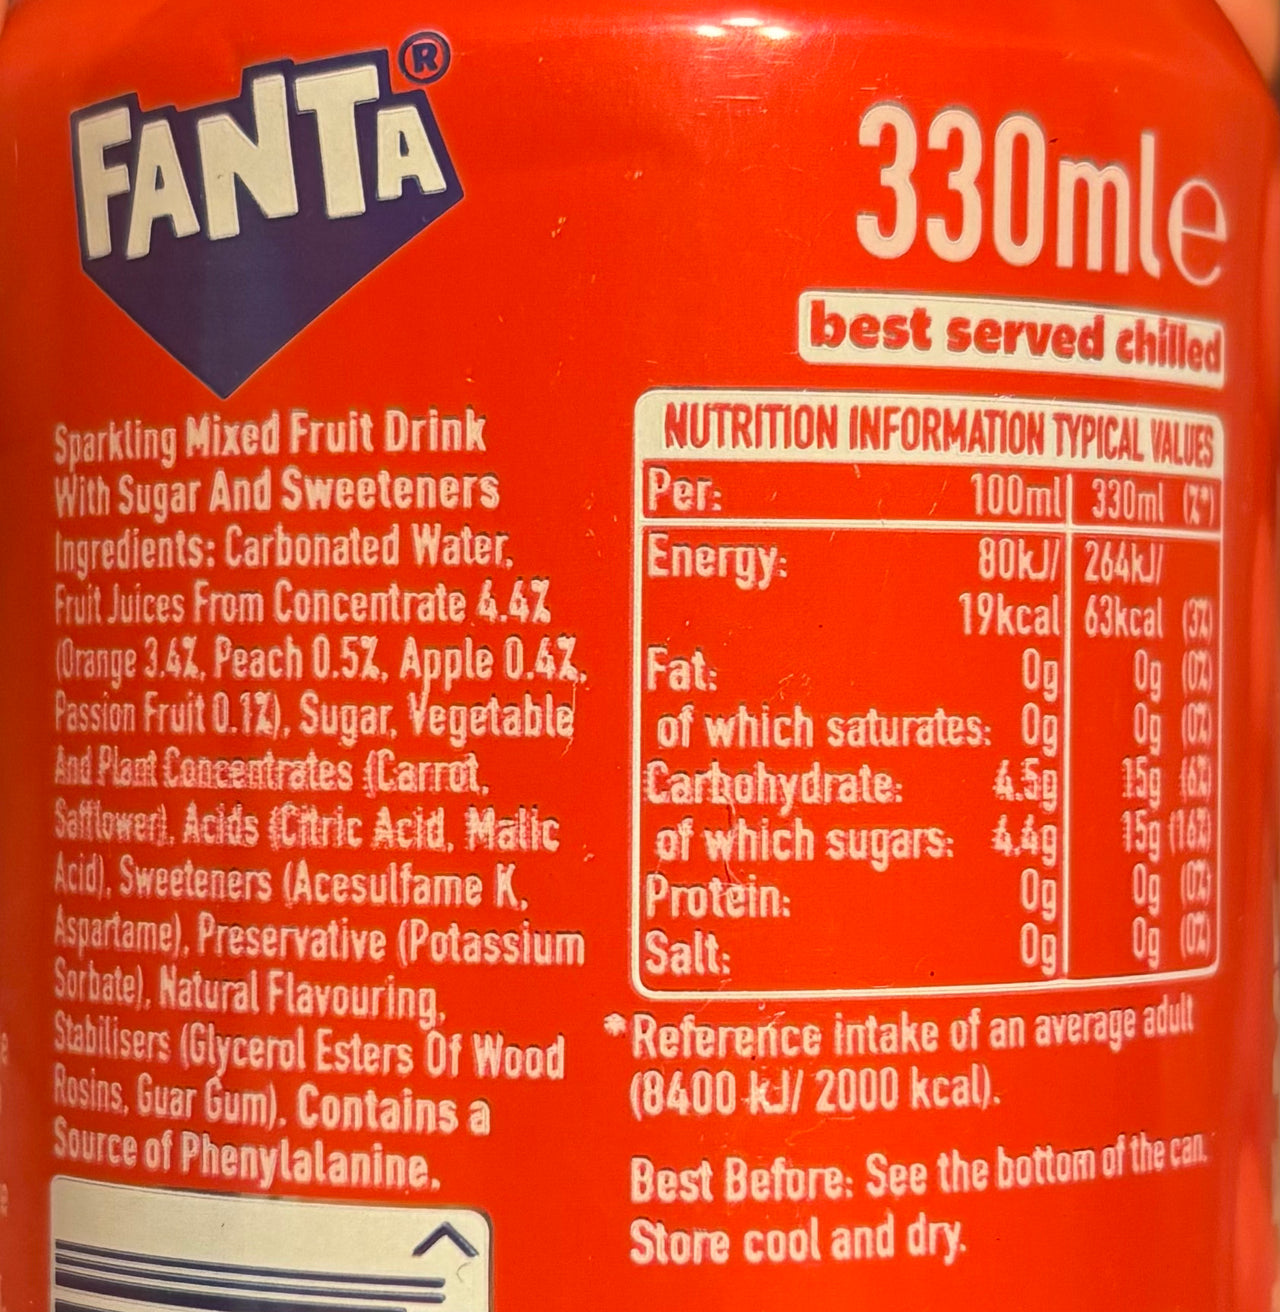 FANTA®
330mle
best served chilled
Sparkling Mixed Fruit Drink
With Sugar And Sweeteners
Ingredients: Carbonated Water,
Fruit Juices From Concentrate 4.4%
(Orange 3.4%, Peach 0.5%, Apple 0.4%,
Passion Fruit 0.1%), Sugar, Vegetable
And Plant Concentrates (Carrot,
Safflower), Acids (Citric Acid, Malic
Acid), Sweeteners (Acesulfame K,
Aspartame), Preservative (Potassium
Sorbate), Natural Flavouring,
Stabilisers (Glycerol Esters Of Wood
Rosins, Guar Gum). Contains a
Source of Phenylalanine.
NUTRITION INFORMATION TYPICAL VALUES
Per: 100ml 330ml (%*)
Energy: 80kJ/ 264kJ/
19kcal 63kcal (3%)
Fat: 0g 0g (0%)
of which saturates: 0g 0g (0%)
Carbohydrate: 4.5g 15g (6%)
of which sugars: 4.4g 15g (16%)
Protein: 0g 0g (0%)
Salt: 0g 0g (0%)
*Reference intake of an average adult
(8400 kJ/ 2000 kcal).
Best Before: See the bottom of the can.
Store cool and dry.